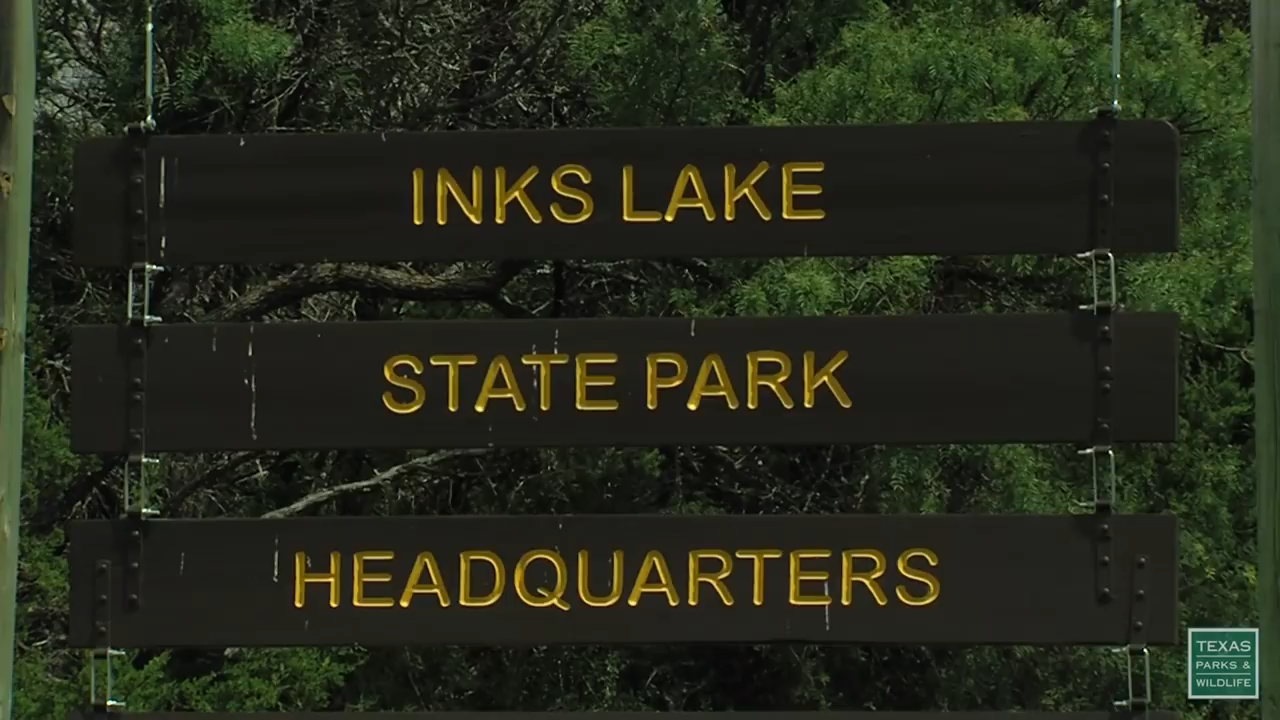 INKS LAKE
STATE PARK
HEADQUARTERS
TEXAS
PARKS &
WILDLIFE